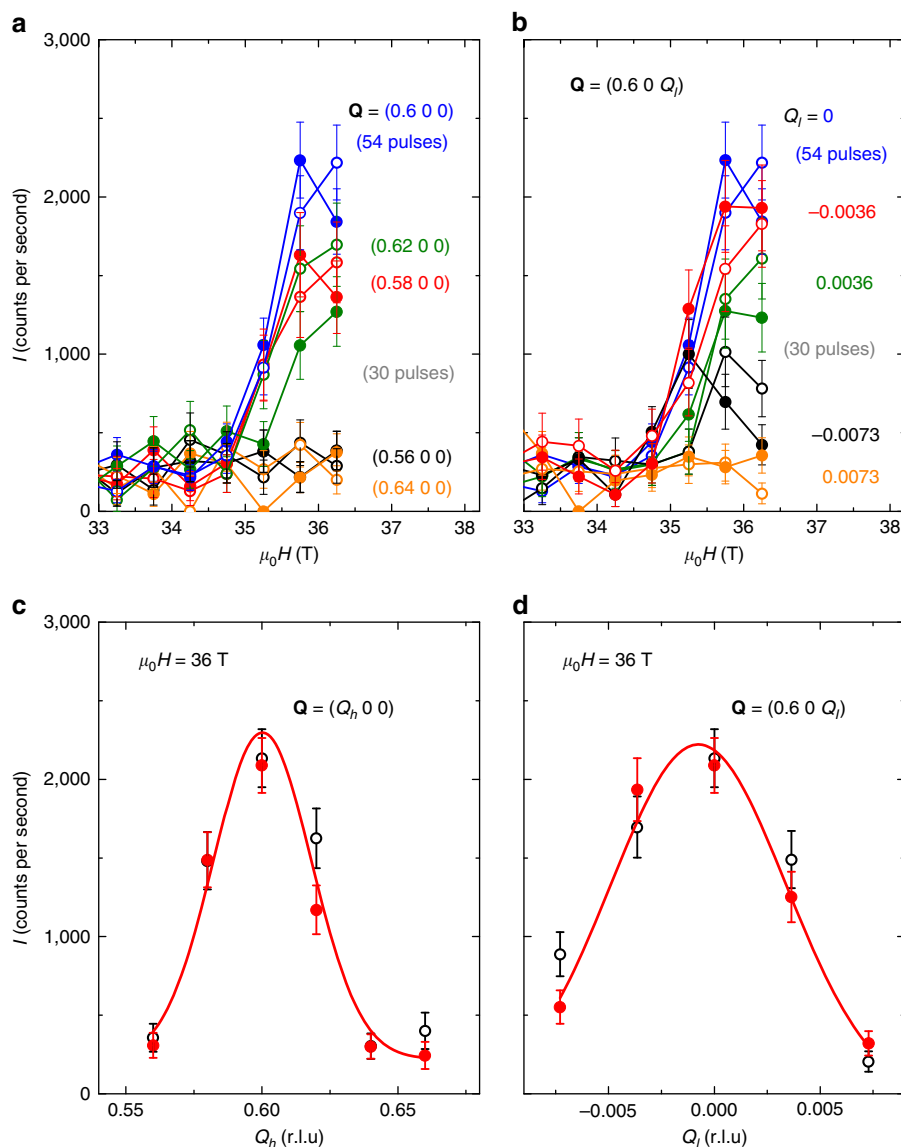 a
3,000
2,000
1,000
0
I (counts per second)
Q = (0.6 0 0)
(54 pulses)
(0.62 0 0)
(0.58 0 0)
(30 pulses)
(0.56 0 0)
(0.64 0 0)
33 34 35 36 37 38
μ₀H (T)
b
Q = (0.6 0 Qₗ)
Qₗ = 0
(54 pulses)
−0.0036
0.0036
(30 pulses)
−0.0073
0.0073
33 34 35 36 37 38
μ₀H (T)
c
3,000
2,000
1,000
0
I (counts per second)
μ₀H = 36 T
Q = (Qₕ 0 0)
0.55 0.60 0.65
Qₕ (r.l.u)
d
μ₀H = 36 T
Q = (0.6 0 Qₗ)
−0.005 0.000 0.005
Qₗ (r.l.u)